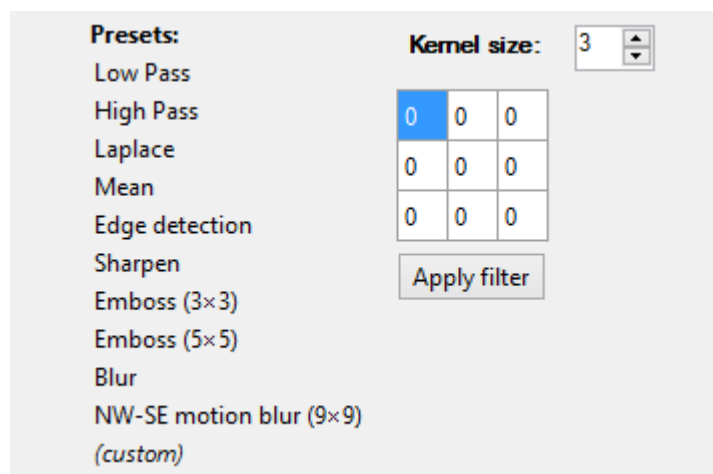 Presets:
Low Pass
High Pass
Laplace
Mean
Edge detection
Sharpen
Emboss (3×3)
Emboss (5×5)
Blur
NW-SE motion blur (9×9)
(custom)
Kernel size: 3
0 0 0
0 0 0
0 0 0
Apply filter